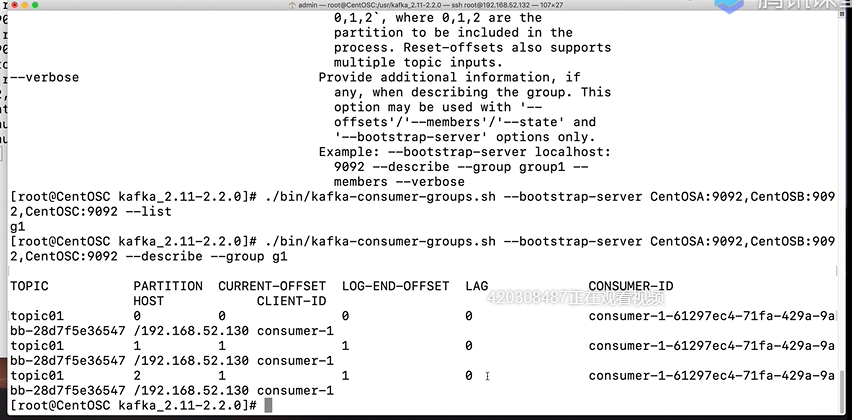 admin — root@CentOSC:/usr/kafka_2.11-2.2.0 — ssh root@192.168.52.132 — 107×27
0,1,2`, where 0,1,2 are the
partition to be included in the
process. Reset-offsets also supports
multiple topic inputs.
--verbose Provide additional information, if
any, when describing the group. This
option may be used with '--
offsets'/'--members'/'--state' and
'--bootstrap-server' options only.
Example: --bootstrap-server localhost:
9092 --describe --group group1 --
members --verbose
[root@CentOSC kafka_2.11-2.2.0]# ./bin/kafka-consumer-groups.sh --bootstrap-server CentOSA:9092,CentOSB:909
2,CentOSC:9092 --list
g1
[root@CentOSC kafka_2.11-2.2.0]# ./bin/kafka-consumer-groups.sh --bootstrap-server CentOSA:9092,CentOSB:909
2,CentOSC:9092 --describe --group g1
TOPIC PARTITION CURRENT-OFFSET LOG-END-OFFSET LAG CONSUMER-ID
HOST CLIENT-ID
420308487正在观看视频
topic01 0 0 0 0 consumer-1-61297ec4-71fa-429a-9a
bb-28d7f5e36547 /192.168.52.130 consumer-1
topic01 1 1 1 0 consumer-1-61297ec4-71fa-429a-9a
bb-28d7f5e36547 /192.168.52.130 consumer-1
topic01 2 1 1 0 consumer-1-61297ec4-71fa-429a-9a
bb-28d7f5e36547 /192.168.52.130 consumer-1
[root@CentOSC kafka_2.11-2.2.0]#